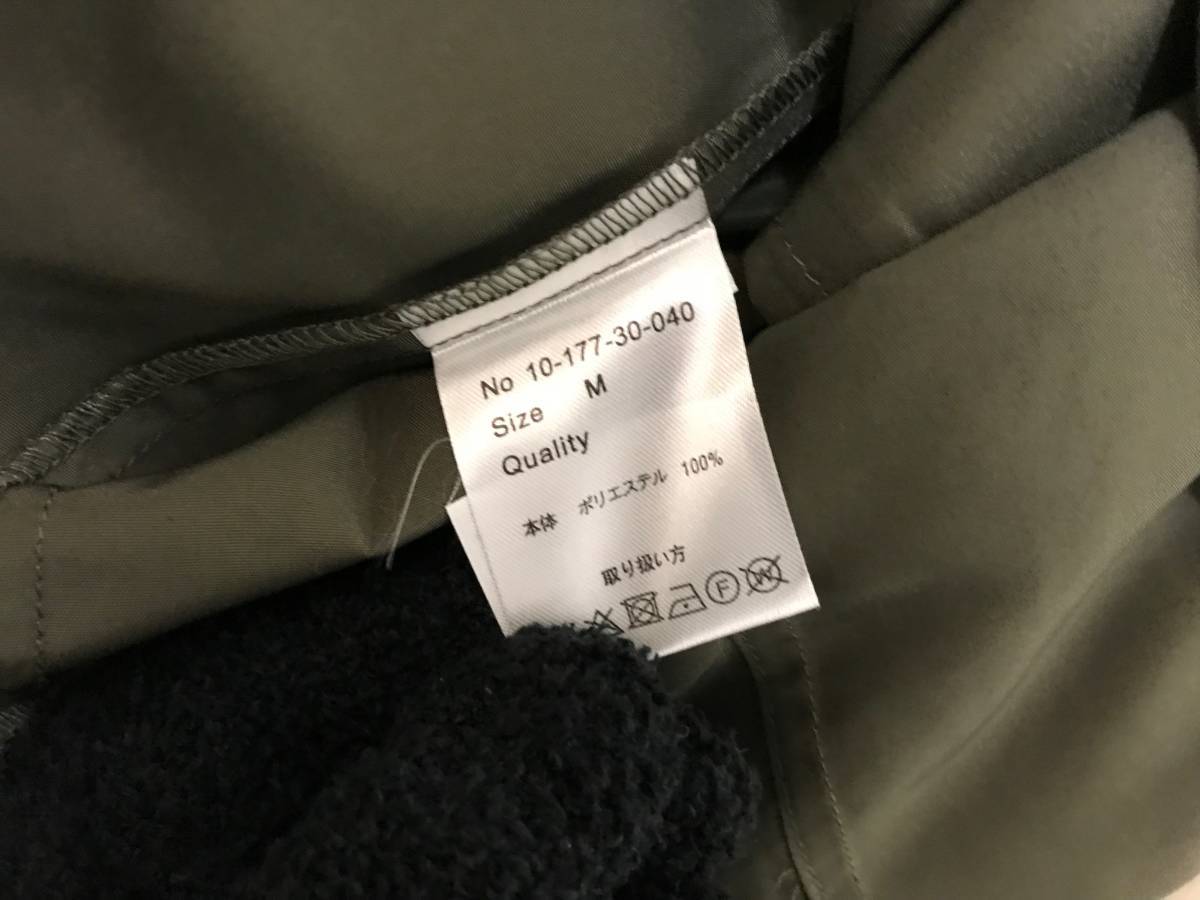 No 10-177-30-040
Size M
Quality
本体 ポリエステル 100%
取り扱い方
F W